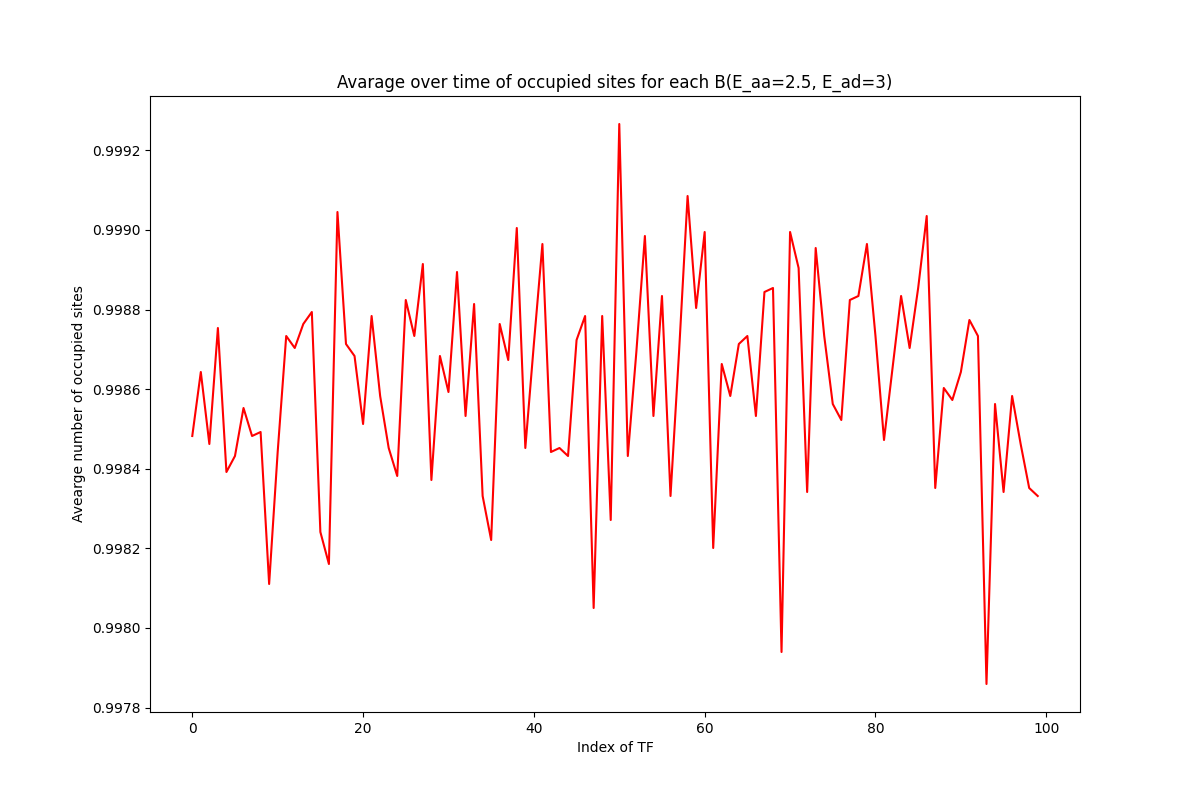 Avarage over time of occupied sites for each B(E_aa=2.5, E_ad=3)
Avearge number of occupied sites
0.9992
0.9990
0.9988
0.9986
0.9984
0.9982
0.9980
0.9978
0 20 40 60 80 100
Index of TF